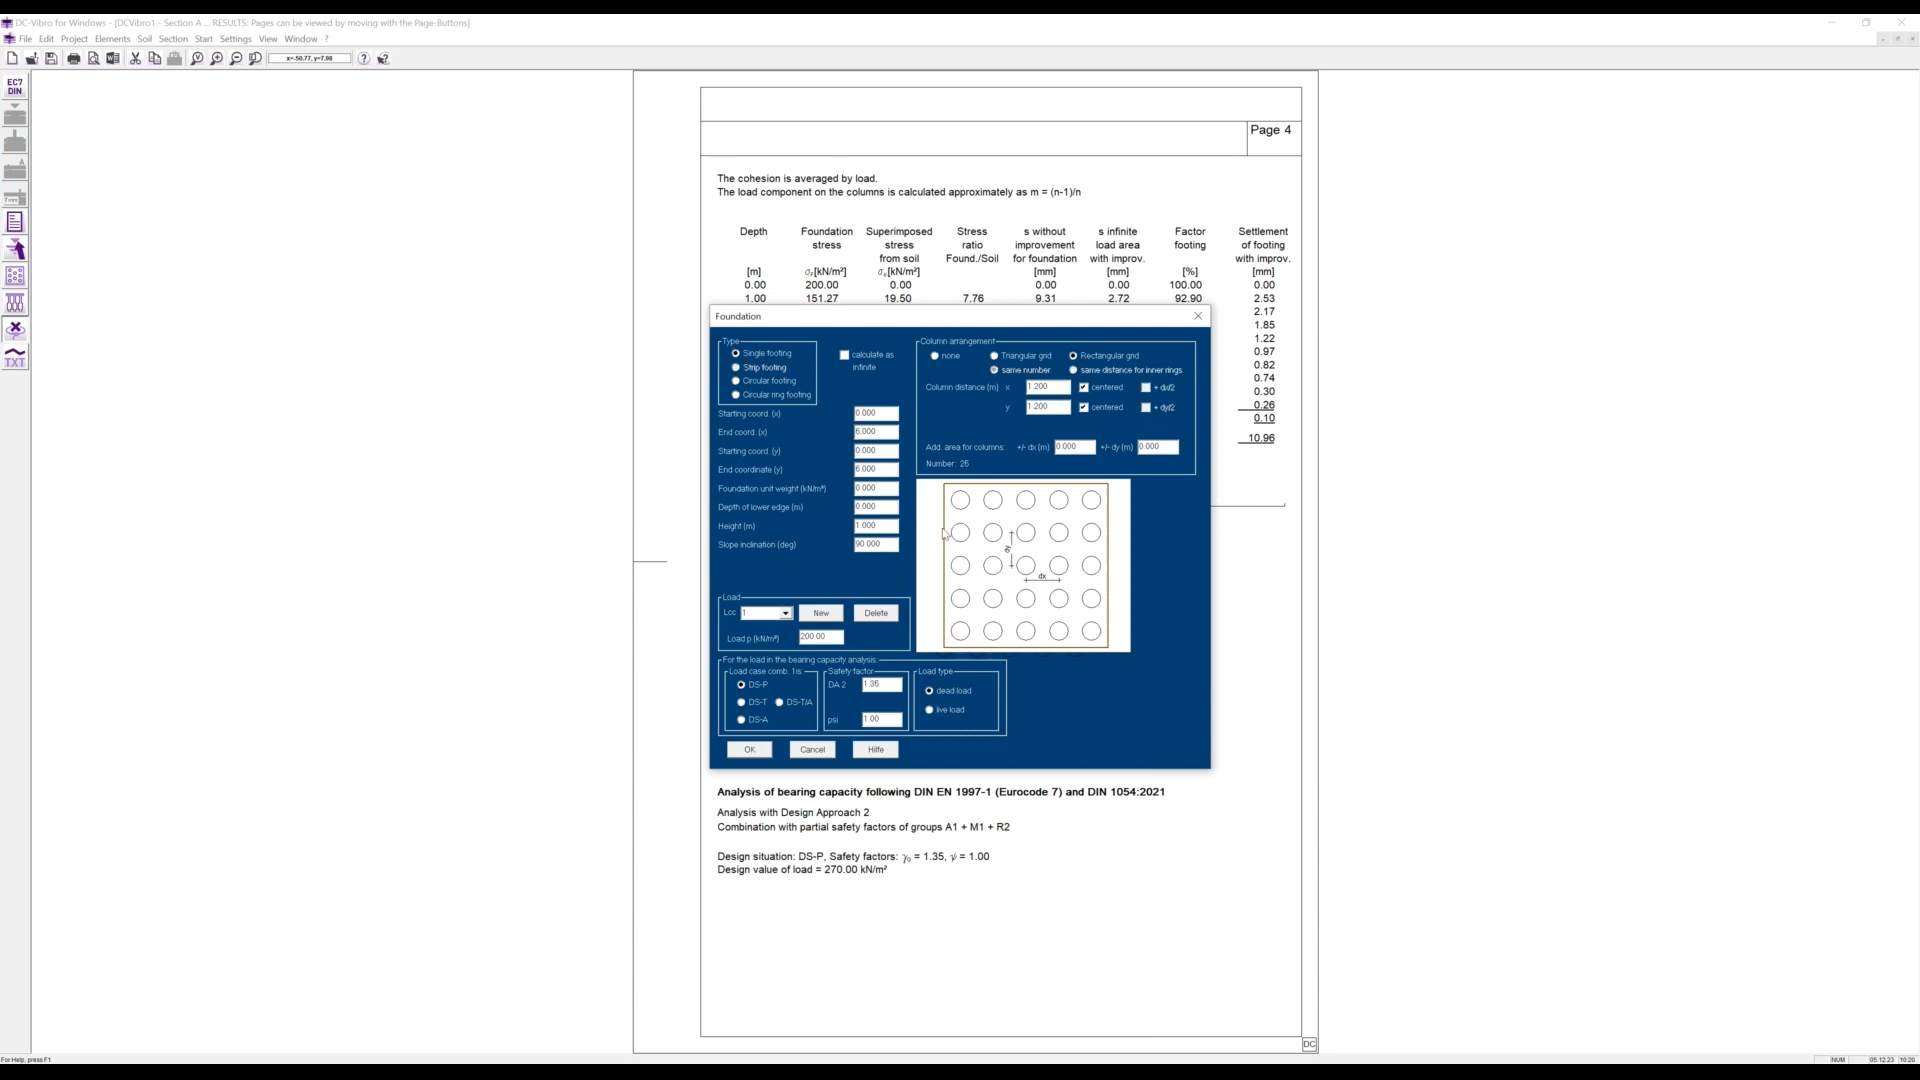 DC-Vibro for Windows - [DCVibro1 - Section A ... RESULTS: Pages can be viewed by moving with the Page-Buttons]
File Edit Project Elements Soil Section Start Settings View Window ?
x=-50.77, y=7.98
EC7
DIN
TXT
Page 4
The cohesion is averaged by load.
The load component on the columns is calculated approximately as m = (n-1)/n
Depth Foundation Superimposed Stress s without s infinite Factor Settlement
stress stress ratio improvement load area footing of footing
from soil Found./Soil for foundation with improv. with improv.
[m] σ [kN/m²] σ [kN/m²] [mm] [mm] [%] [mm]
0.00 200.00 0.00 0.00 0.00 100.00 0.00
1.00 151.27 19.50 7.76 9.31 2.72 92.90 2.53
2.17
1.85
1.22
0.97
0.82
0.74
0.30
0.26
0.10
10.96
Foundation
Type
Single footing
Strip footing
Circular footing
Circular ring footing
calculate as
infinite
Column arrangement
none Triangular grid Rectangular grid
same number same distance for inner rings
Column distance (m) x 1.200 centered + dx/2
y 1.200 centered + dy/2
Add. area for columns: +/- dx (m) 0.000 +/- dy (m) 0.000
Number: 25
Starting coord. (x) 0.000
End coord. (x) 6.000
Starting coord. (y) 0.000
End coordinate (y) 6.000
Foundation unit weight (kN/m³) 0.000
Depth of lower edge (m) 0.000
Height (m) 1.000
Slope inclination (deg) 90.000
dy
dx
Load
Lcc 1 New Delete
Load p (kN/m²) 200.00
For the load in the bearing capacity analysis:
Load case comb. 1is: Safety factor Load type
DS-P DA 2 1.35 dead load
DS-T DS-T/A live load
DS-A psi 1.00
OK Cancel Hilfe
Analysis of bearing capacity following DIN EN 1997-1 (Eurocode 7) and DIN 1054:2021
Analysis with Design Approach 2
Combination with partial safety factors of groups A1 + M1 + R2
Design situation: DS-P, Safety factors: γG = 1.35, ψ = 1.00
Design value of load = 270.00 kN/m²
DC
For Help, press F1
NUM 05.12.23 10:20